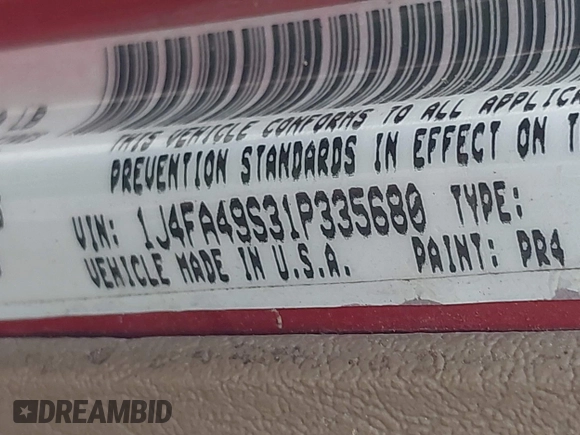 THIS VEHICLE CONFORMS TO ALL APPLIC
PREVENTION STANDARDS IN EFFECT ON T
VIN: 1J4FA49S31P335680 TYPE:
VEHICLE MADE IN U.S.A. PAINT: PR4
DREAMBID